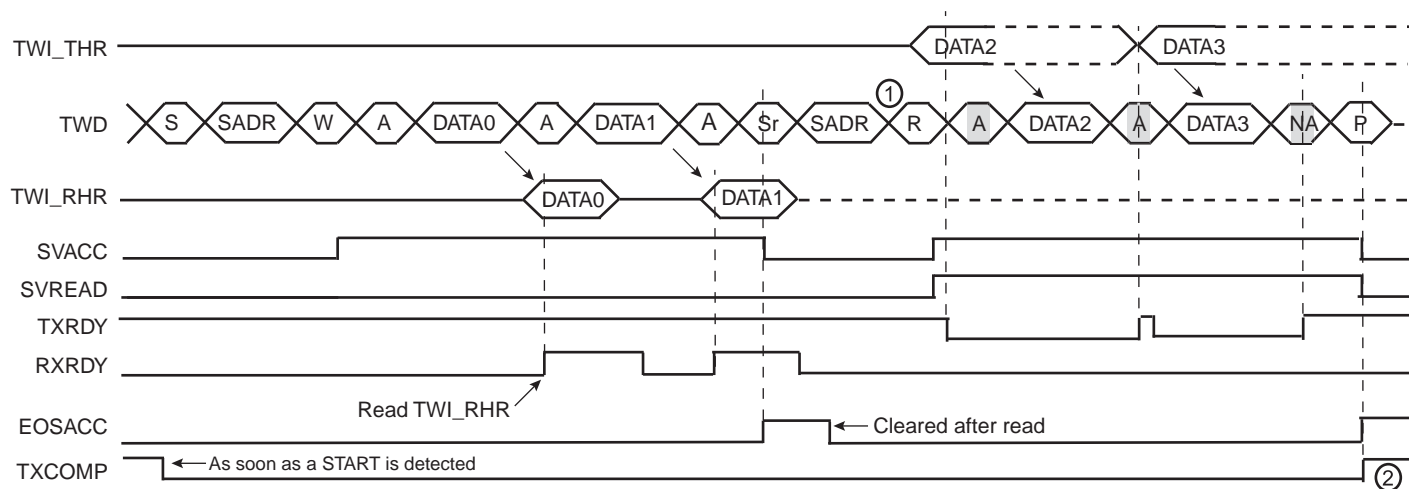 TWI_THR DATA2 DATA3
①
TWD S SADR W A DATA0 A DATA1 A Sr SADR R A DATA2 A DATA3 NA P
TWI_RHR DATA0 DATA1
SVACC
SVREAD
TXRDY
RXRDY
Read TWI_RHR
EOSACC Cleared after read
TXCOMP As soon as a START is detected ②